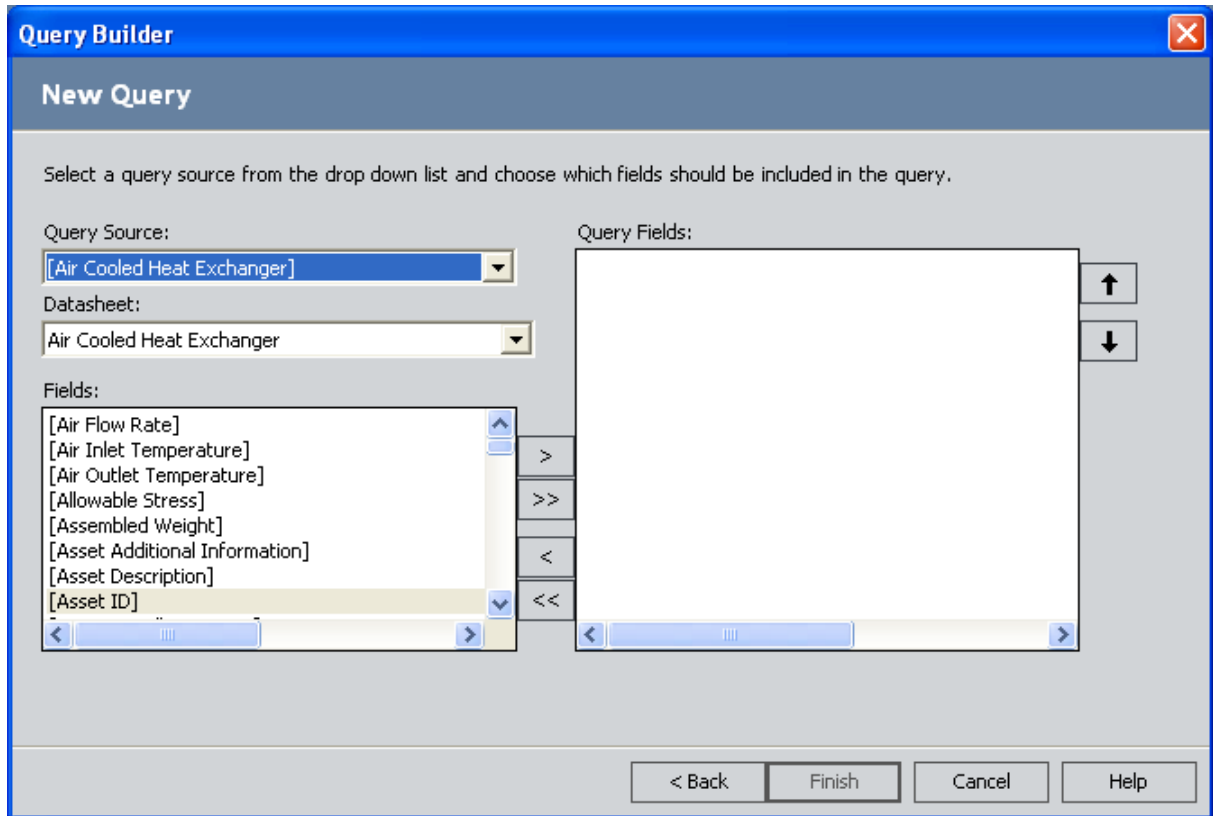 Query Builder
New Query
Select a query source from the drop down list and choose which fields should be included in the query.
Query Source:
[Air Cooled Heat Exchanger]
Datasheet:
Air Cooled Heat Exchanger
Fields:
[Air Flow Rate]
[Air Inlet Temperature]
[Air Outlet Temperature]
[Allowable Stress]
[Assembled Weight]
[Asset Additional Information]
[Asset Description]
[Asset ID]
>
>>
<
<<
Query Fields:
< Back
Finish
Cancel
Help